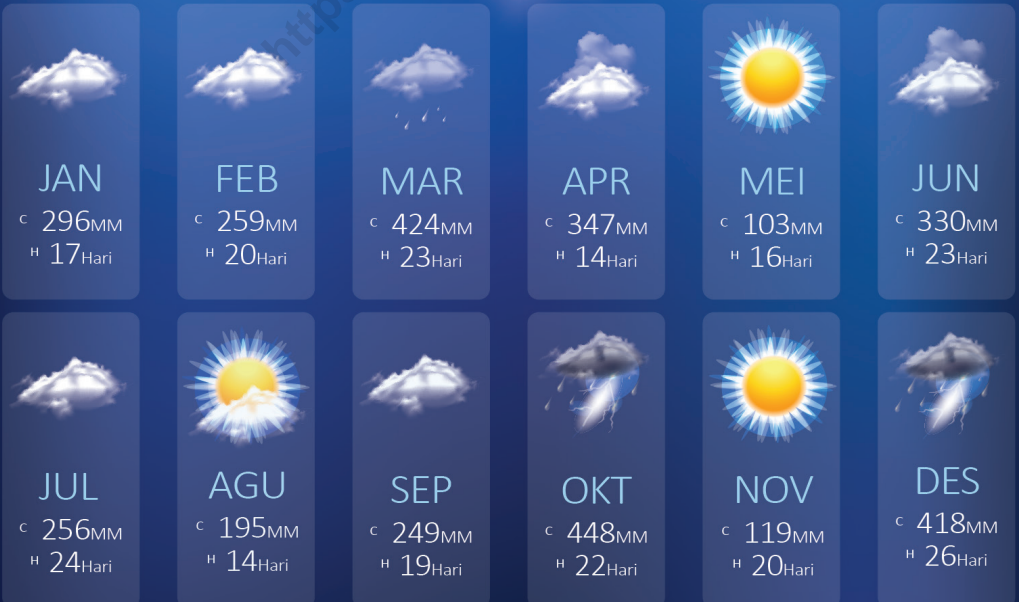 http
JAN
C 296MM
H 17Hari
FEB
C 259MM
H 20Hari
MAR
C 424MM
H 23Hari
APR
C 347MM
H 14Hari
MEI
C 103MM
H 16Hari
JUN
C 330MM
H 23Hari
JUL
C 256MM
H 24Hari
AGU
C 195MM
H 14Hari
SEP
C 249MM
H 19Hari
OKT
C 448MM
H 22Hari
NOV
C 119MM
H 20Hari
DES
C 418MM
H 26Hari